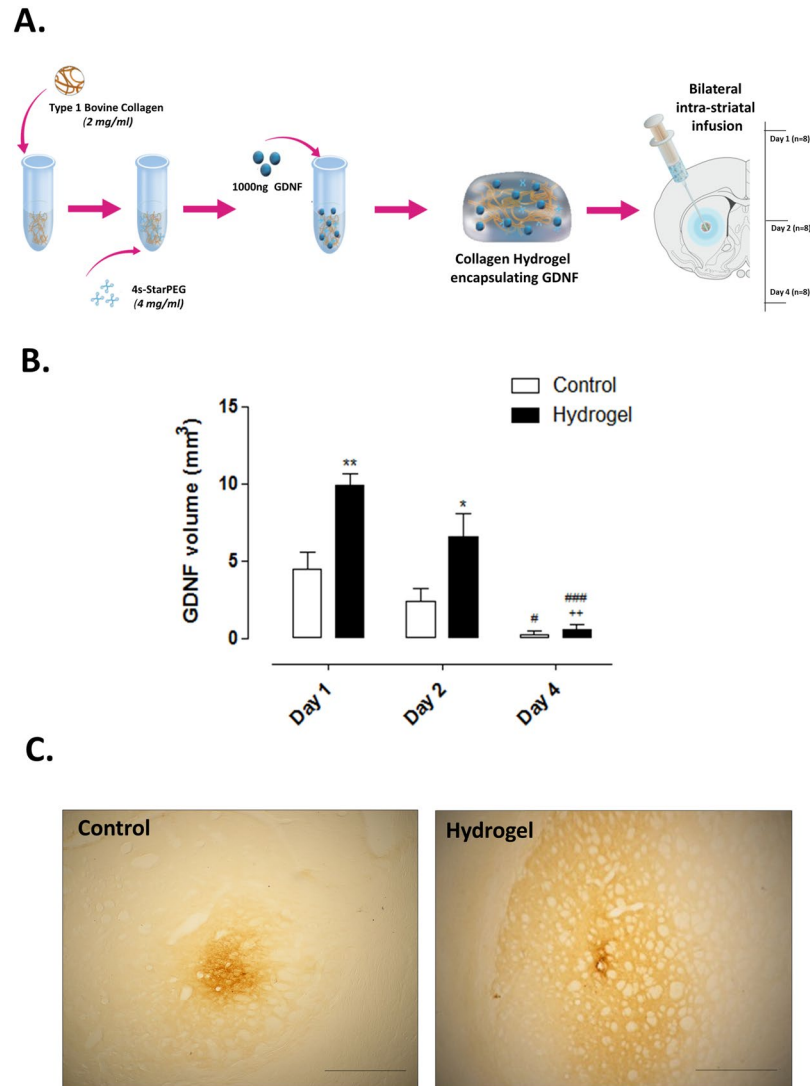 A.
Type 1 Bovine Collagen
(2 mg/ml)
1000ng GDNF
4s-StarPEG
(4 mg/ml)
Collagen Hydrogel
encapsulating GDNF
Bilateral
intra-striatal
infusion
Day 1 (n=8)
Day 2 (n=8)
Day 4 (n=8)
B.
Control
Hydrogel
GDNF volume (mm³)
15
10
5
0
**
*
#
###
++
Day 1
Day 2
Day 4
C.
Control
Hydrogel